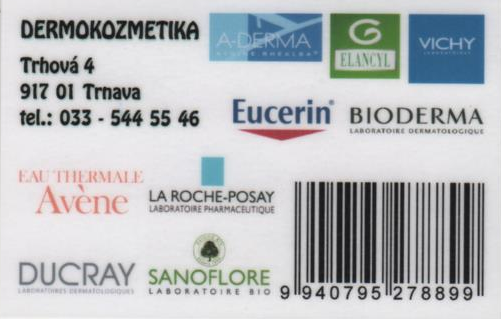 DERMOKOZMETIKA
Trhová 4
917 01 Trnava
tel.: 033 - 544 55 46
A-DERMA
G
ELANCYL
VICHY
LABORATOIRES
Eucerin®
BIODERMA
LABORATOIRE DERMATOLOGIQUE
EAU THERMALE
Avène
LA ROCHE-POSAY
LABORATOIRE PHARMACEUTIQUE
DUCRAY
LABORATOIRES DERMATOLOGIQUES
SANOFLORE
LABORATOIRE BIO
9 940795 278899